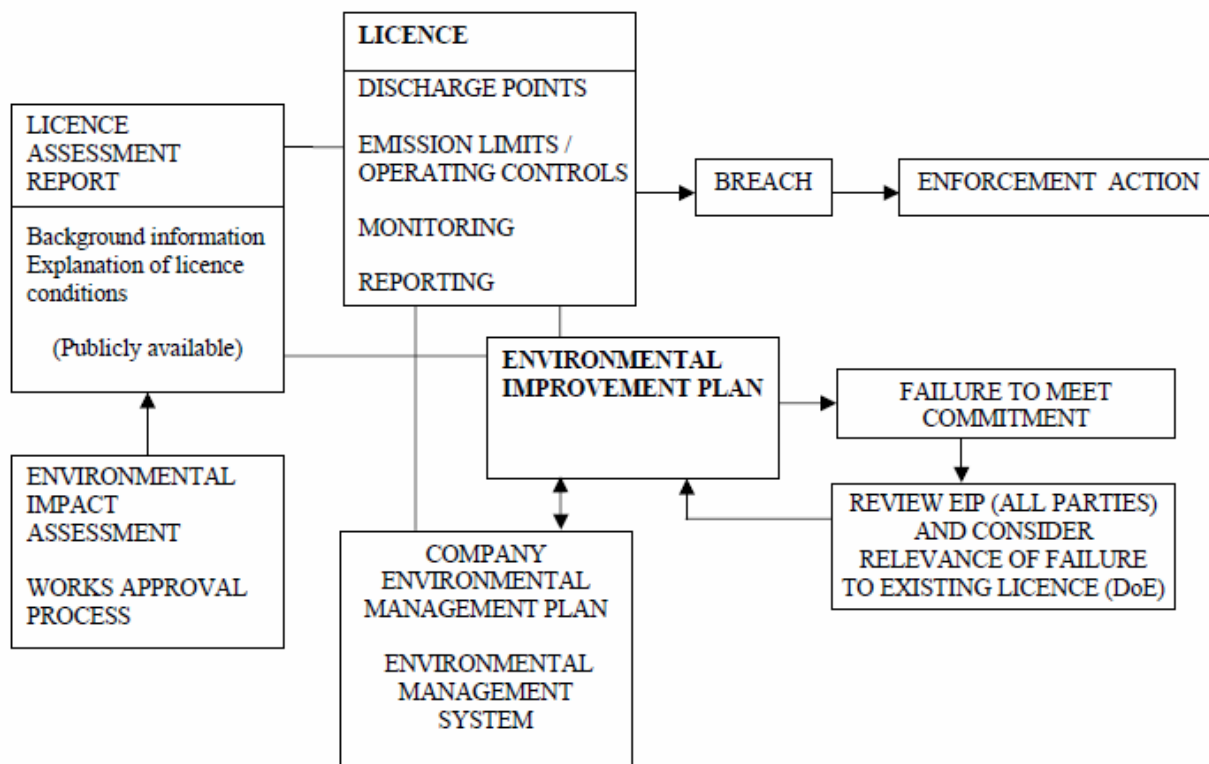 LICENCE
DISCHARGE POINTS
EMISSION LIMITS /
OPERATING CONTROLS
MONITORING
REPORTING
LICENCE
ASSESSMENT
REPORT
Background information
Explanation of licence
conditions
(Publicly available)
BREACH
ENFORCEMENT ACTION
ENVIRONMENTAL
IMPROVEMENT PLAN
FAILURE TO MEET
COMMITMENT
REVIEW EIP (ALL PARTIES)
AND CONSIDER
RELEVANCE OF FAILURE
TO EXISTING LICENCE (DoE)
ENVIRONMENTAL
IMPACT
ASSESSMENT
WORKS APPROVAL
PROCESS
COMPANY
ENVIRONMENTAL
MANAGEMENT PLAN
ENVIRONMENTAL
MANAGEMENT
SYSTEM